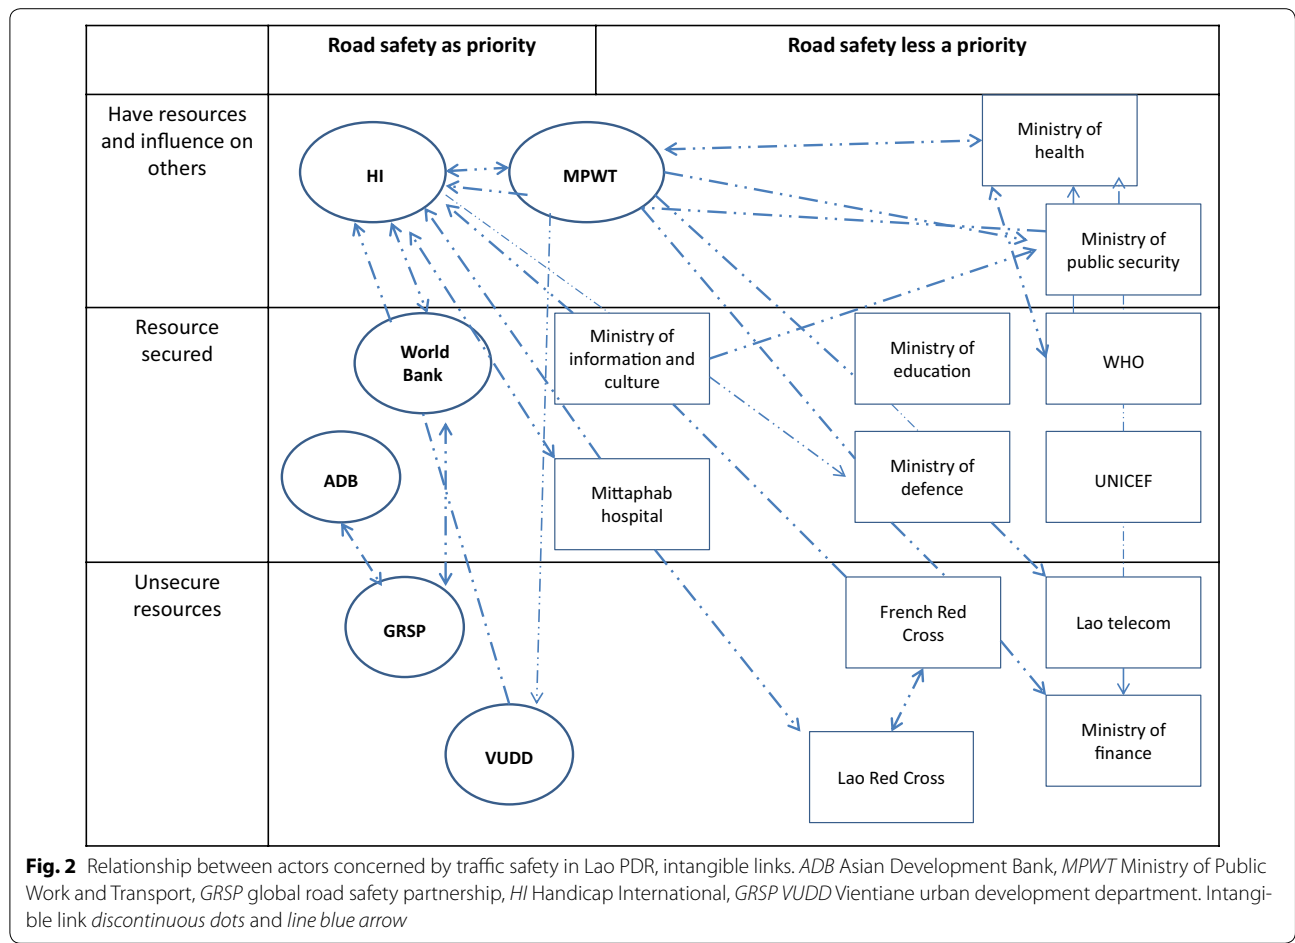 Road safety as priority
Road safety less a priority
Have resources
and influence on
others
HI
MPWT
Ministry of
health
Ministry of
public security
Resource
secured
World
Bank
Ministry of
information and
culture
Ministry of
education
WHO
ADB
Mittaphab
hospital
Ministry of
defence
UNICEF
Unsecure
resources
GRSP
French Red
Cross
Lao telecom
VUDD
Lao Red Cross
Ministry of
finance
Fig. 2 Relationship between actors concerned by traffic safety in Lao PDR, intangible links. ADB Asian Development Bank, MPWT Ministry of Public
Work and Transport, GRSP global road safety partnership, HI Handicap International, GRSP VUDD Vientiane urban development department. Intangi-
ble link discontinuous dots and line blue arrow